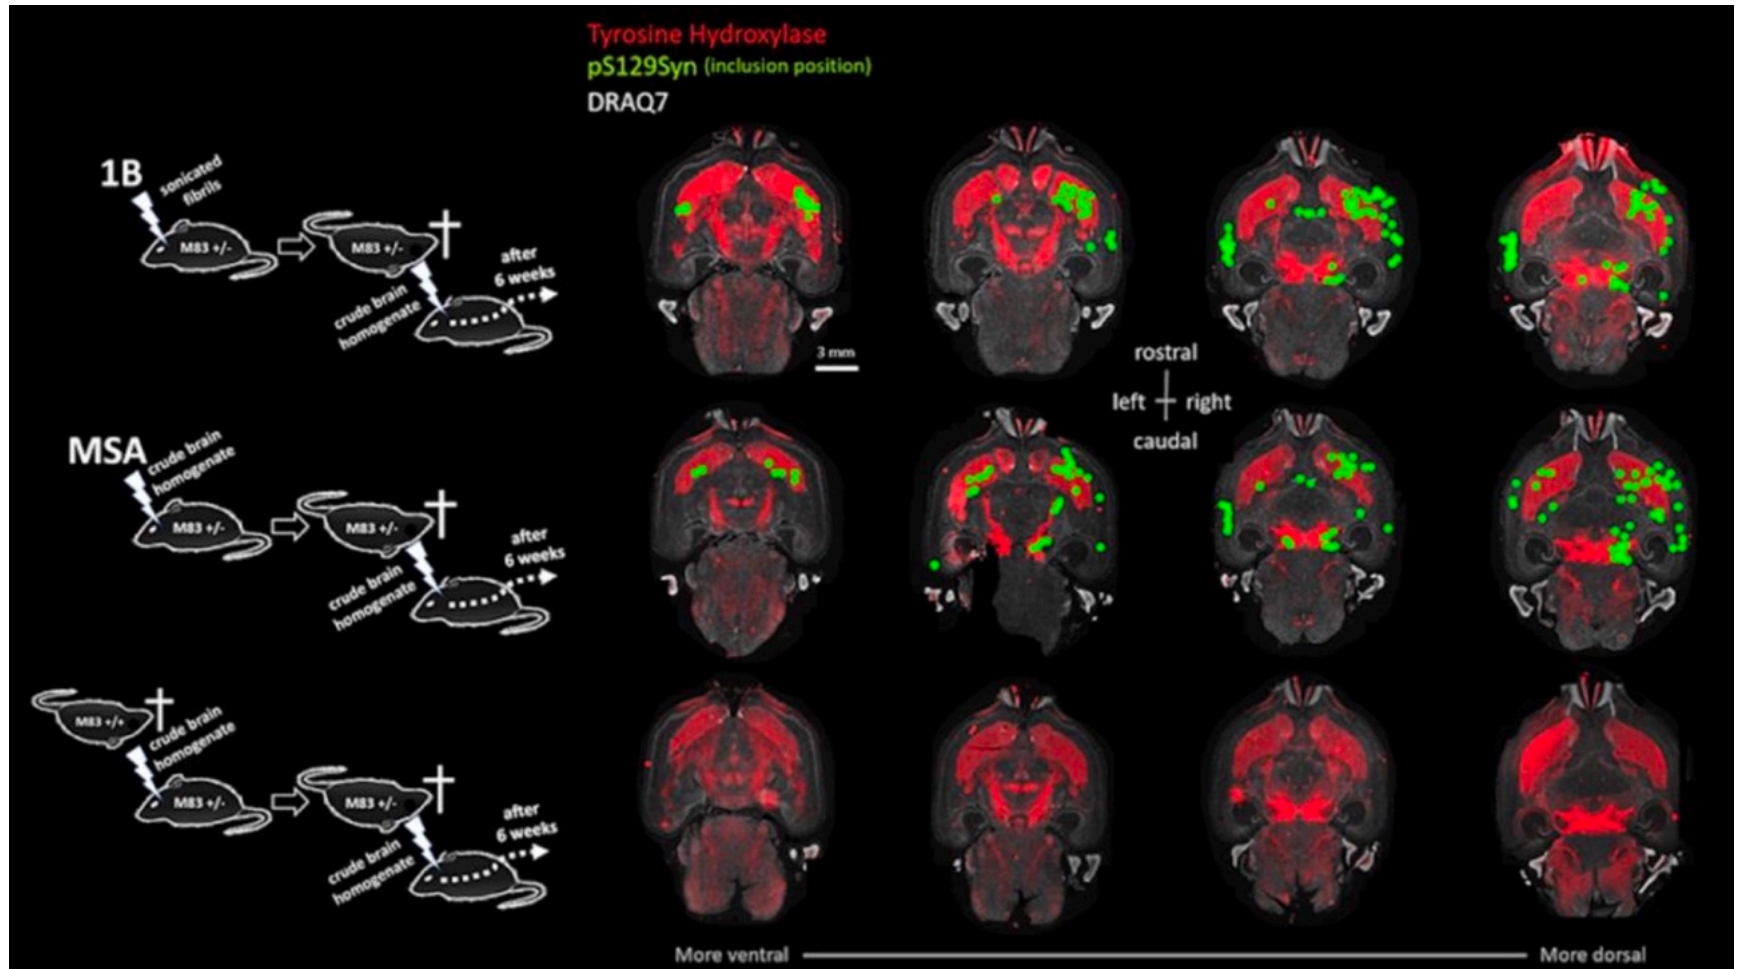 Tyrosine Hydroxylase
pS129Syn (inclusion position)
DRAQ7
1B
sonicated
fibrils
M83 +/-
M83 +/-
after
6 weeks
crude brain
homogenate
3 mm
rostral
left
right
caudal
MSA
crude brain
homogenate
M83 +/-
M83 +/-
after
6 weeks
crude brain
homogenate
M83 +/+
crude brain
homogenate
M83 +/-
M83 +/-
after
6 weeks
crude brain
homogenate
More ventral
More dorsal